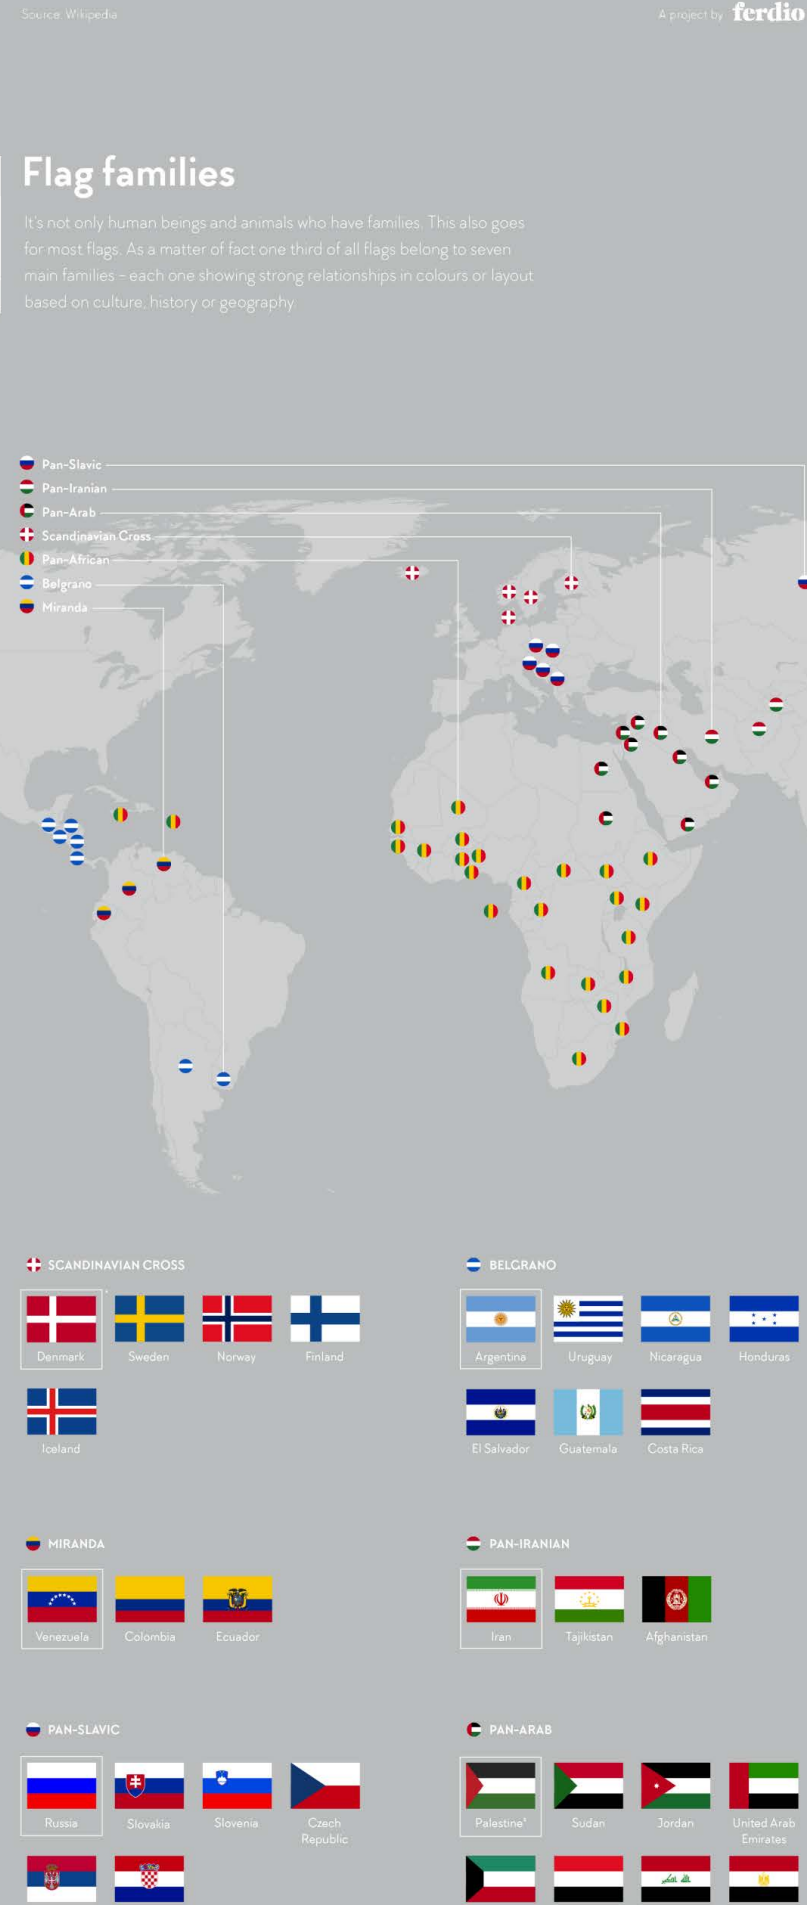 Source: Wikipedia
A project by ferdio
Flag families
It's not only human beings and animals who have families. This also goes
for most flags. As a matter of fact one third of all flags belong to seven
main families – each one showing strong relationships in colours or layout
based on culture, history or geography.
Pan-Slavic
Pan-Iranian
Pan-Arab
Scandinavian Cross
Pan-African
Belgrano
Miranda
SCANDINAVIAN CROSS
Denmark
Sweden
Norway
Finland
Iceland
BELGRANO
Argentina
Uruguay
Nicaragua
Honduras
El Salvador
Guatemala
Costa Rica
MIRANDA
Venezuela
Colombia
Ecuador
PAN-IRANIAN
Iran
Tajikistan
Afghanistan
PAN-SLAVIC
Russia
Slovakia
Slovenia
Czech
Republic
PAN-ARAB
Palestine*
Sudan
Jordan
United Arab
Emirates